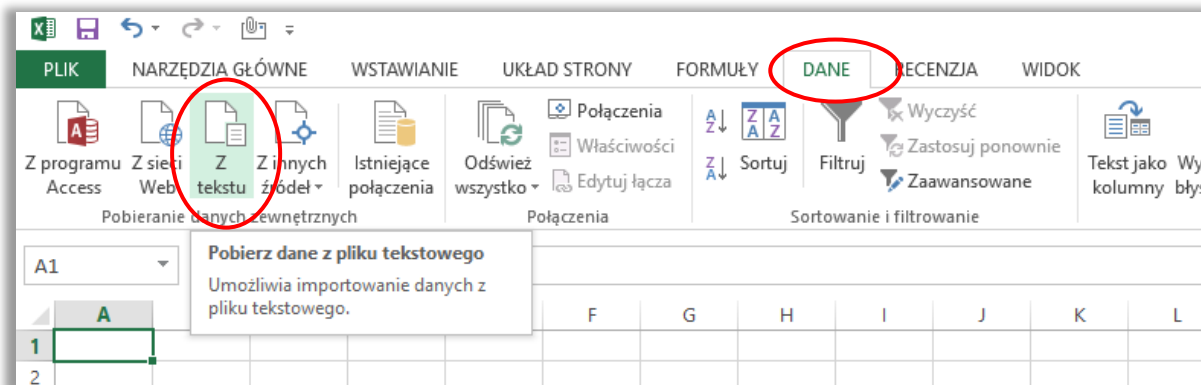 PLIK NARZĘDZIA GŁÓWNE WSTAWIANIE UKŁAD STRONY FORMUŁY DANE RECENZJA WIDOK
Z programu Access
Z sieci Web
Z tekstu
Z innych źródeł
Istniejące połączenia
Pobieranie danych zewnętrznych
Odśwież wszystko
Połączenia
Właściwości
Edytuj łącza
Połączenia
Sortuj
Filtruj
Wyczyść
Zastosuj ponownie
Zaawansowane
Sortowanie i filtrowanie
Tekst jako kolumny
A1
Pobierz dane z pliku tekstowego
Umożliwia importowanie danych z
pliku tekstowego.
A F G H I J K L
1
2